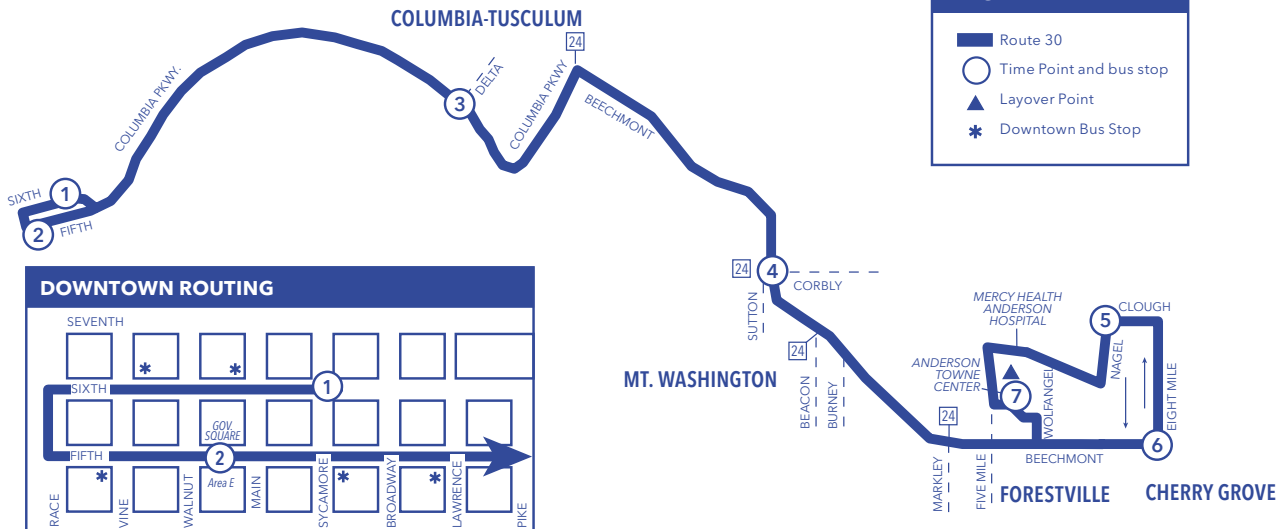 COLUMBIA-TUSCULUM
24
Route 30
Time Point and bus stop
Layover Point
Downtown Bus Stop
COLUMBIA PKWY.
3
DELTA
COLUMBIA PKWY
BEECHMONT
SIXTH
1
2
FIFTH
24
4
CORBLY
SUTTON
24
BEACON
BURNEY
MT. WASHINGTON
MERCY HEALTH
ANDERSON
HOSPITAL
5
CLOUGH
NAGEL
EIGHT MILE
ANDERSON
TOWNE
CENTER
7
WOLFANGEL
24
6
BEECHMONT
MARKLEY
FIVE MILE
FORESTVILLE
CHERRY GROVE
DOWNTOWN ROUTING
SEVENTH
*
*
SIXTH
1
GOV.
SQUARE
FIFTH
2
Area E
*
*
*
RACE
VINE
WALNUT
MAIN
SYCAMORE
BROADWAY
LAWRENCE
PIKE